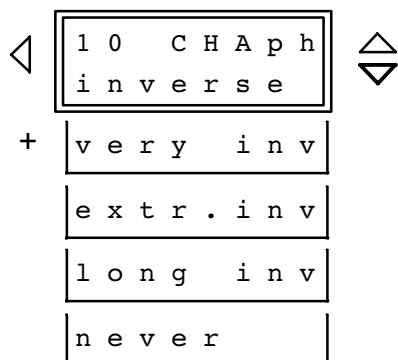 10 CHAph
inverse
+ very inv
extr.inv
long inv
never